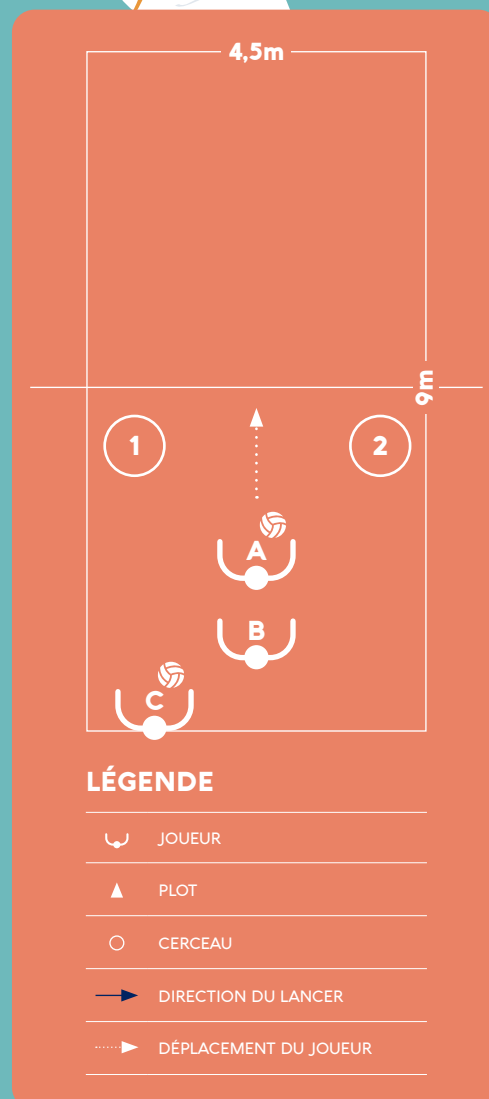 4,5m
9m
1
2
A
B
C
LÉGENDE
JOUEUR
PLOT
CERCEAU
DIRECTION DU LANCER
DÉPLACEMENT DU JOUEUR